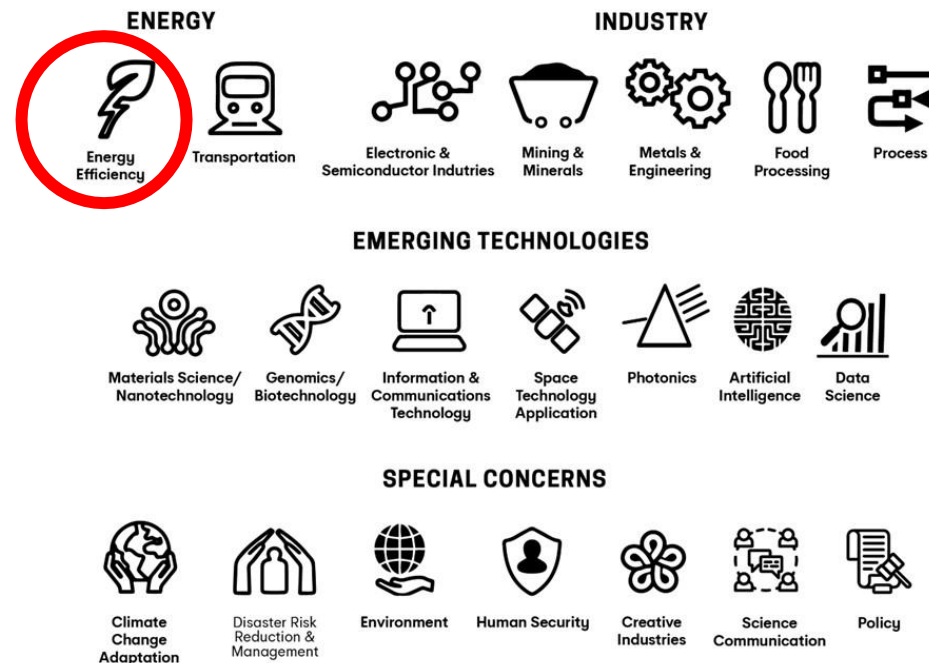 ENERGY
INDUSTRY
Energy
Efficiency
Transportation
Electronic &
Semiconductor Indutries
Mining &
Minerals
Metals &
Engineering
Food
Processing
Process
EMERGING TECHNOLOGIES
Materials Science/
Nanotechnology
Genomics/
Biotechnology
Information &
Communications
Technology
Space
Technology
Application
Photonics
Artificial
Intelligence
Data
Science
SPECIAL CONCERNS
Climate
Change
Adaptation
Disaster Risk
Reduction &
Management
Environment
Human Security
Creative
Industries
Science
Communication
Policy